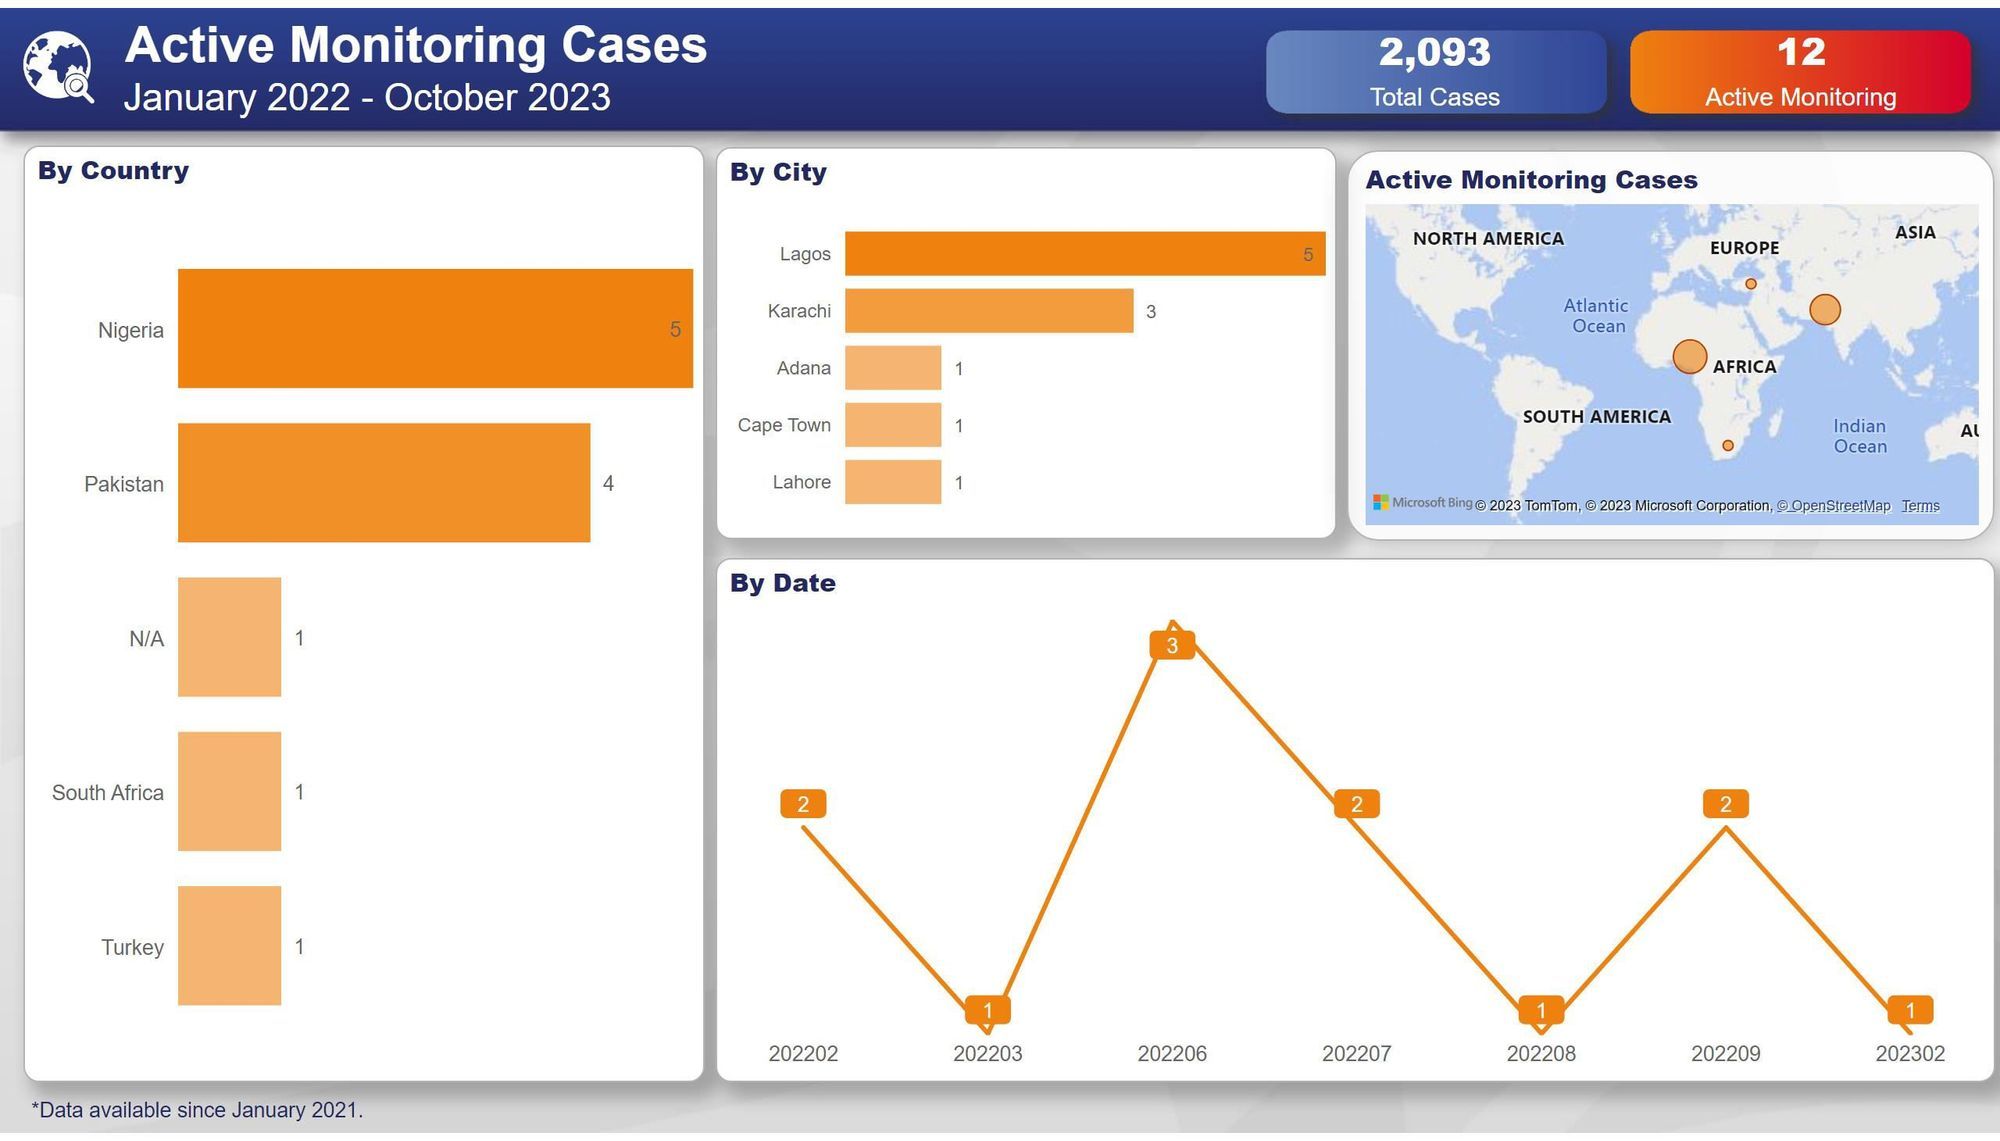 Active Monitoring Cases
January 2022 - October 2023
2,093
Total Cases
12
Active Monitoring
By Country
Nigeria 5
Pakistan 4
N/A 1
South Africa 1
Turkey 1
By City
Lagos 5
Karachi 3
Adana 1
Cape Town 1
Lahore 1
Active Monitoring Cases
NORTH AMERICA
EUROPE
ASIA
Atlantic
Ocean
AFRICA
SOUTH AMERICA
Indian
Ocean
AU
Microsoft Bing © 2023 TomTom, © 2023 Microsoft Corporation, © OpenStreetMap Terms
By Date
3
2
2
2
1
1
1
202202 202203 202206 202207 202208 202209 202302
*Data available since January 2021.